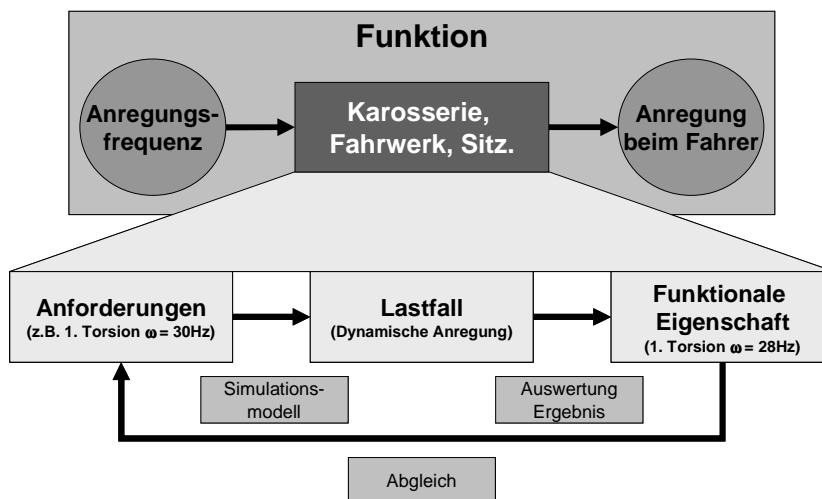 Funktion
Anregungs-
frequenz
Karosserie,
Fahrwerk, Sitz.
Anregung
beim Fahrer
Anforderungen
(z.B. 1. Torsion ω = 30Hz)
Lastfall
(Dynamische Anregung)
Funktionale
Eigenschaft
(1. Torsion ω = 28Hz)
Simulations-
modell
Auswertung
Ergebnis
Abgleich